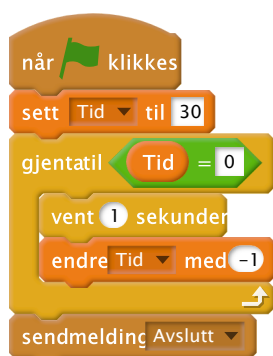 når klikkes
sett Tid til 30
gjentatil Tid = 0
vent 1 sekunder
endre Tid med -1
sendmelding Avslutt